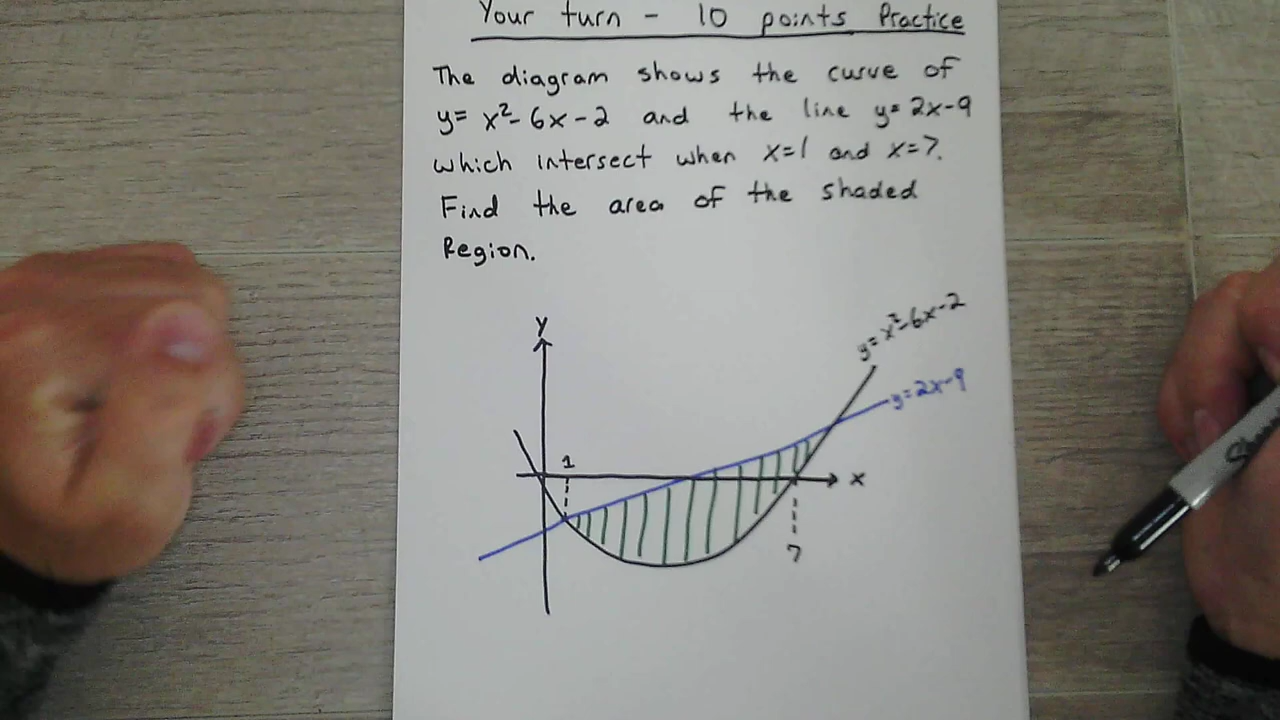 Your turn - 10 points Practice
The diagram shows the curve of
y= x²- 6x - 2 and the line y= 2x-9
which intersect when x=1 and x=7.
Find the area of the shaded
Region.
y
y= x²-6x-2
y=2x-9
1
x
7